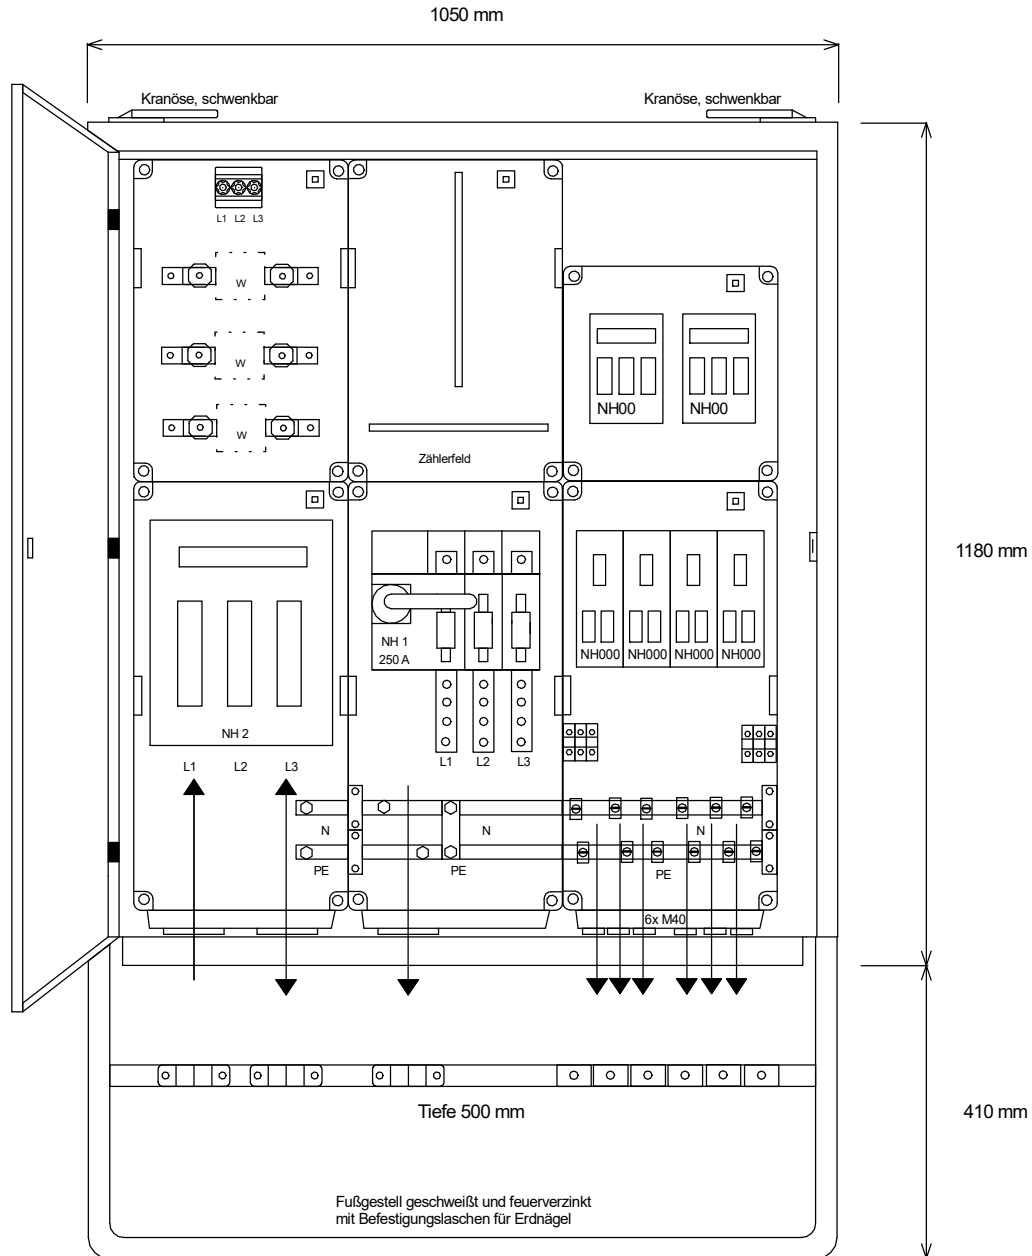 1050 mm
Kranöse, schwenkbar
Kranöse, schwenkbar
L1 L2 L3
W
W
W
Zählerfeld
NH00
NH00
NH 1
250 A
NH000 NH000 NH000 NH000
1180 mm
NH 2
L1 L2 L3
L1 L2 L3
N
N
N
PE
PE
PE
6x M40
Tiefe 500 mm
410 mm
Fußgestell geschweißt und feuerverzinkt
mit Befestigungslaschen für Erdnägel